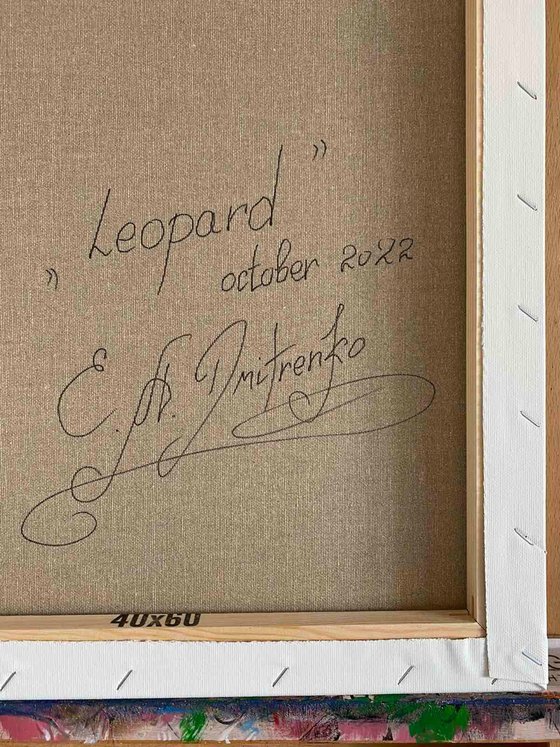 „Leopard”
october 2022
E. A. Dmitrenko
40x60